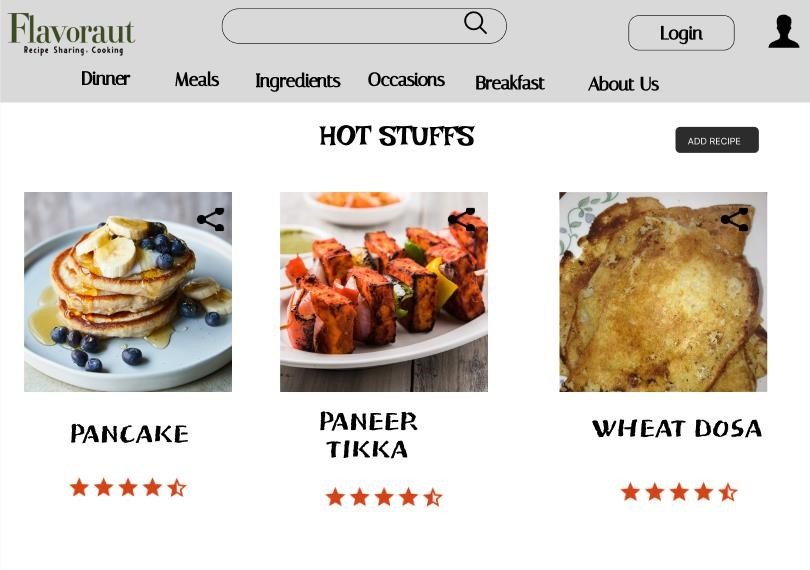 Flavoraut
Recipe Sharing, Cooking
Login
Dinner Meals Ingredients Occasions Breakfast About Us
HOT STUFFS
ADD RECIPE
PANCAKE
PANEER
TIKKA
WHEAT DOSA